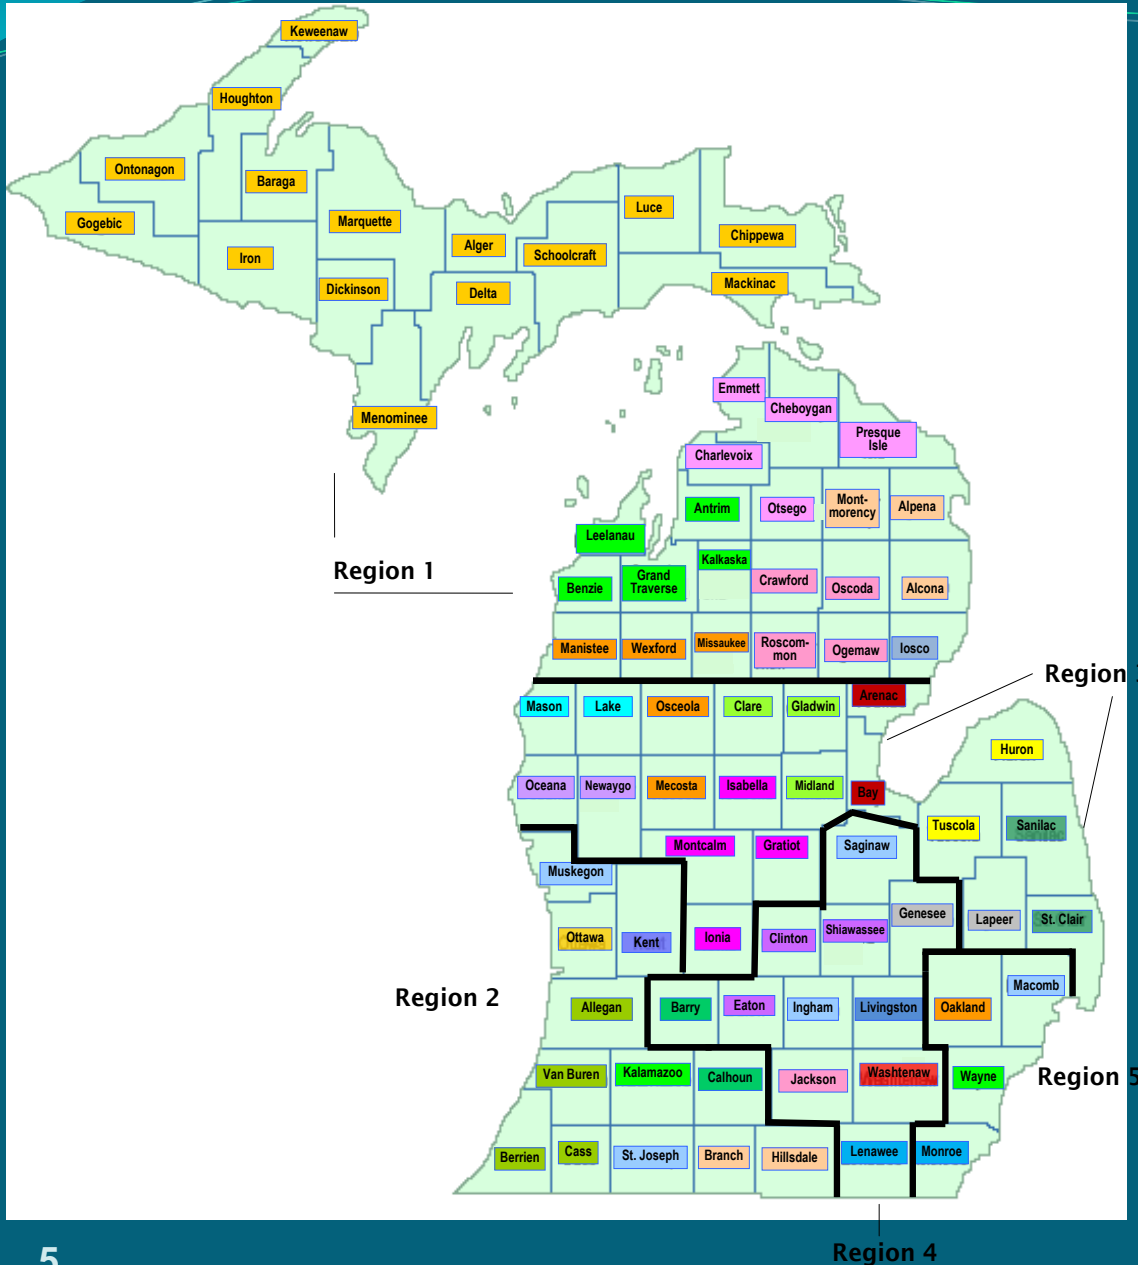 Keweenaw
Houghton
Ontonagon
Baraga
Gogebic
Marquette
Iron
Alger
Luce
Chippewa
Schoolcraft
Dickinson
Delta
Mackinac
Menominee
Emmett
Cheboygan
Presque
Isle
Charlevoix
Antrim
Otsego
Mont-
morency
Alpena
Leelanau
Kalkaska
Benzie
Grand
Traverse
Crawford
Oscoda
Alcona
Region 1
Manistee
Wexford
Missaukee
Roscom-
mon
Ogemaw
Iosco
Region
Mason
Lake
Osceola
Clare
Gladwin
Arenac
Huron
Oceana
Newaygo
Mecosta
Isabella
Midland
Bay
Tuscola
Sanilac
Montcalm
Gratiot
Saginaw
Muskegon
Ottawa
Kent
Ionia
Clinton
Shiawassee
Genesee
Lapeer
St. Clair
Region 2
Allegan
Barry
Eaton
Ingham
Livingston
Oakland
Macomb
Van Buren
Kalamazoo
Calhoun
Jackson
Washtenaw
Wayne
Region 5
Berrien
Cass
St. Joseph
Branch
Hillsdale
Lenawee
Monroe
Region 4
5